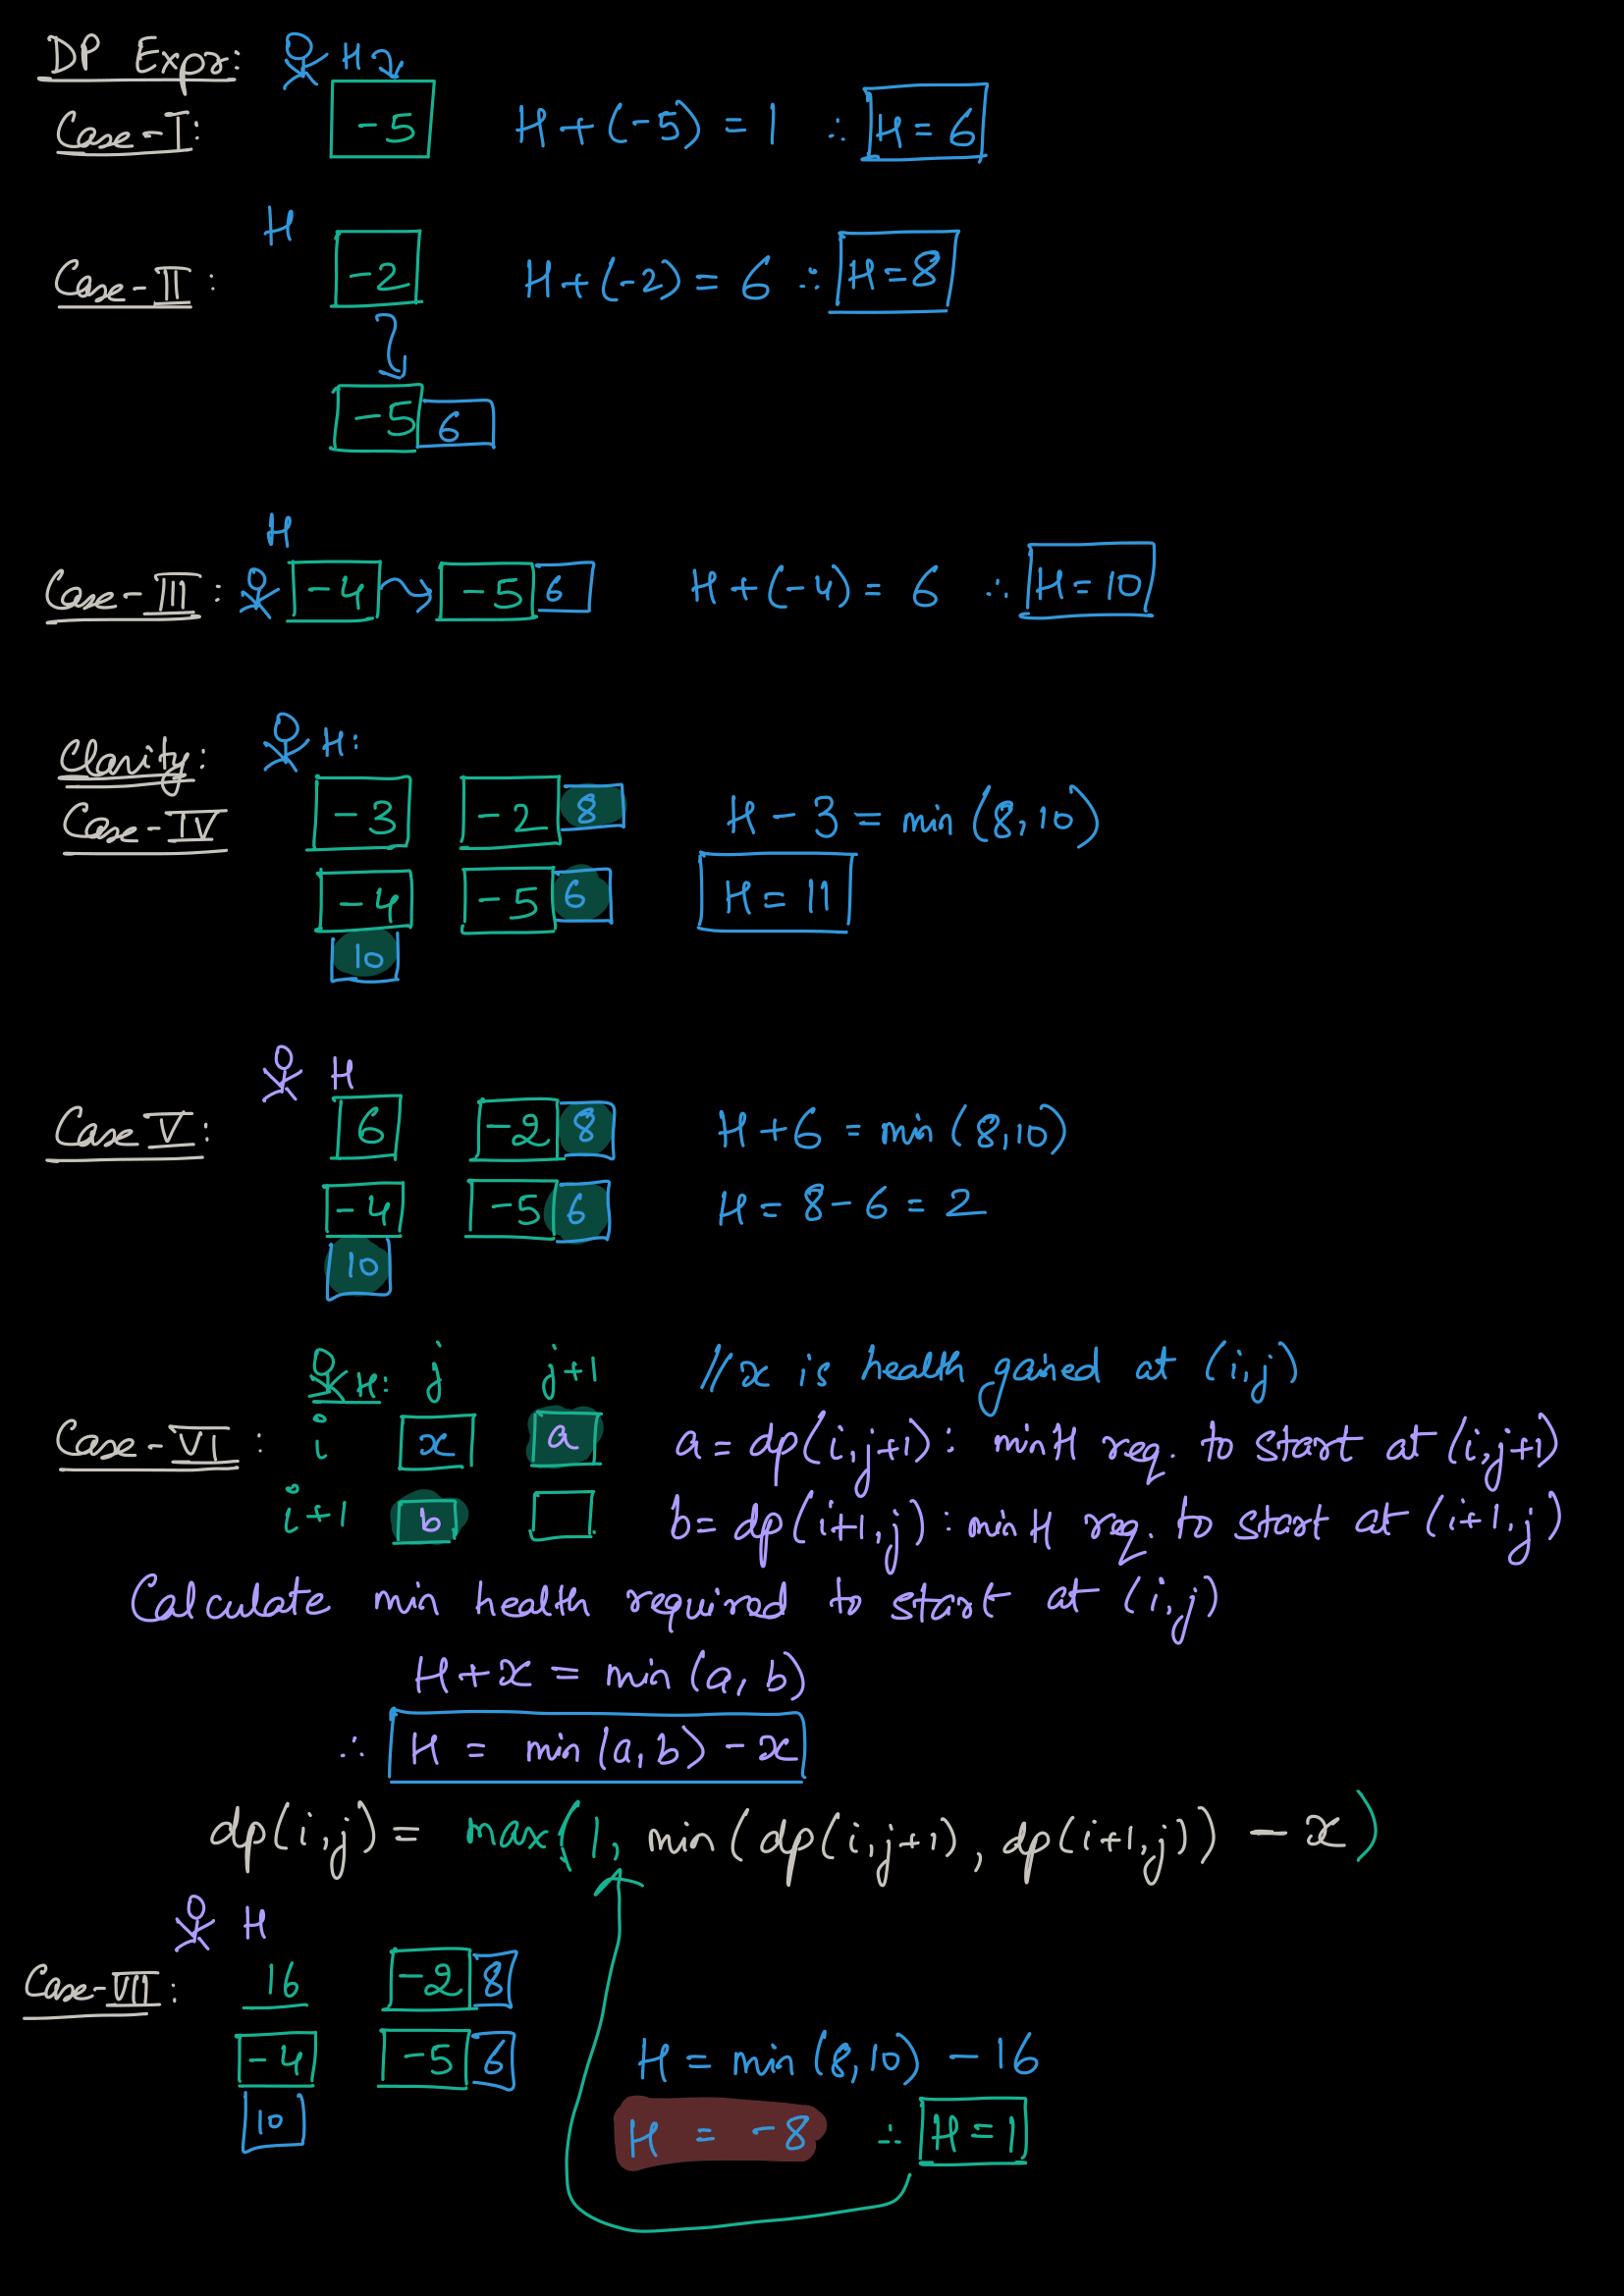 DP Expr:
H
Case-I:
-5
H+(-5) = 1 ∴ H = 6
H
Case-II :
-2
H+(-2) = 6 ∴ H=8
-5 6
H
Case-III :
-4 -5 6
H+(-4) = 6 ∴ H=10
Clarity:
H:
Case-IV
-3 -2 8
H - 3 = min (8,10)
-4 -5 6
H = 11
10
H
Case V:
6 -2 8
H+6 = min (8,10)
-4 -5 6
H = 8-6 = 2
10
H: j j+1
// x is health gained at (i,j)
Case-VI :
i x a
a = dp(i,j+1): minH req. to start at (i,j+1)
i+1 b
b= dp(i+1,j): minH req. to start at (i+1,j)
Calculate min health required to start at (i,j)
H+x = min (a, b)
∴ H = min (a,b) - x
dp(i,j) = max(1, min(dp(i,j+1), dp(i+1,j)) - x)
H
Case-VII :
16 -2 8
-4 -5 6
H = min (8,10) - 16
10
H = -8 ∴ H=1